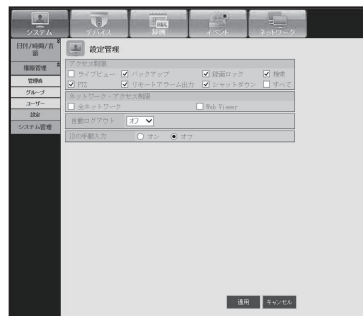 システム デバイス 録画 イベント ネットワーク
REC
日付/時間/言語
権限管理
管理者
グループ
ユーザー
設定
システム管理
設定管理
アクセス制限
ライブビュー バックアップ 録画ロック 検索
PTZ リモートアラーム出力 シャットダウン すべて
ネットワーク・アクセス制限
全ネットワーク Web Viewer
自動ログアウト オフ
IDの手動入力 オン オフ
適用 キャンセル